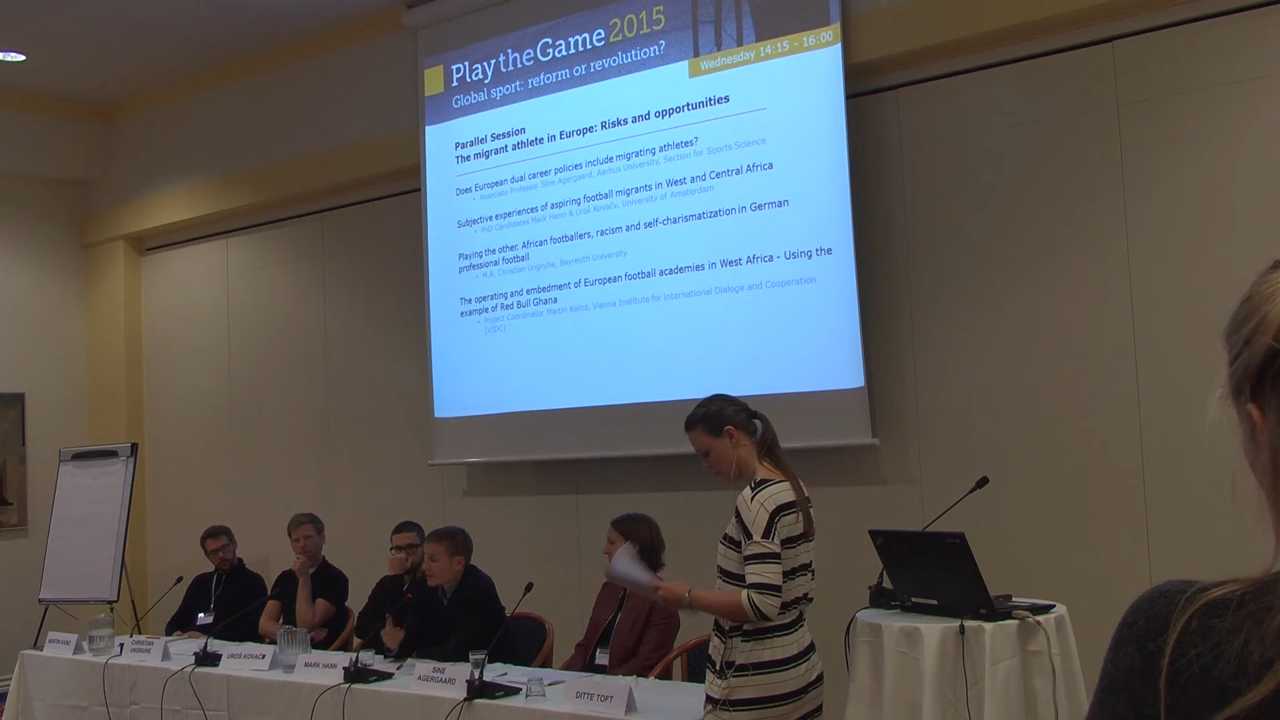 Play the Game 2015
Global sport: reform or revolution?
Wednesday 14:15 - 16:00
Parallel Session
The migrant athlete in Europe: Risks and opportunities
Does European dual career policies include migrating athletes?
• Associate Professor Sine Agergaard, Aarhus University, Section for Sports Science
Subjective experiences of aspiring football migrants in West and Central Africa
• PhD Candidates Mark Hann & Uroš Kovač, University of Amsterdam
Playing the other. African footballers, racism and self-charismatization in German
professional football
• M.A. Christian Ungruhe, Bayreuth University
The operating and embedment of European football academies in West Africa - Using the
example of Red Bull Ghana
• Project Coordinator Martin Kainz, Vienna Institute for International Dialoge and Cooperation
(VIDC)
MARTIN
CHRISTIAN
UNGRUHE
UROŠ KOVAČ
MARK HANN
SINE
AGERGAARD
DITTE TOFT